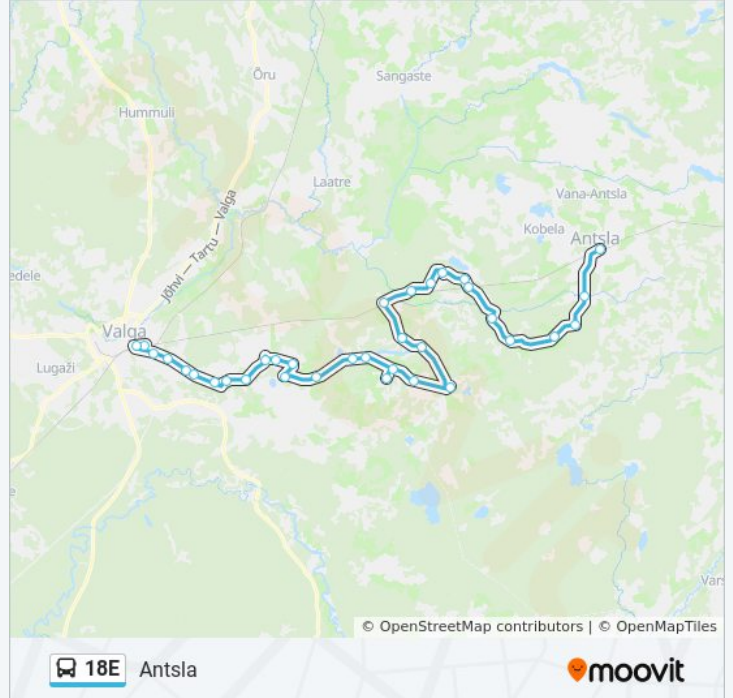 Õru
Sangaste
Hummuli
Laatre
Vana-Antsla
Jõhvi — Tartu — Valga
Kobela
Antsla
edele
Valga
Lugaži
e
Vars
© OpenStreetMap contributors | © OpenMapTiles
18E Antsla
moovit